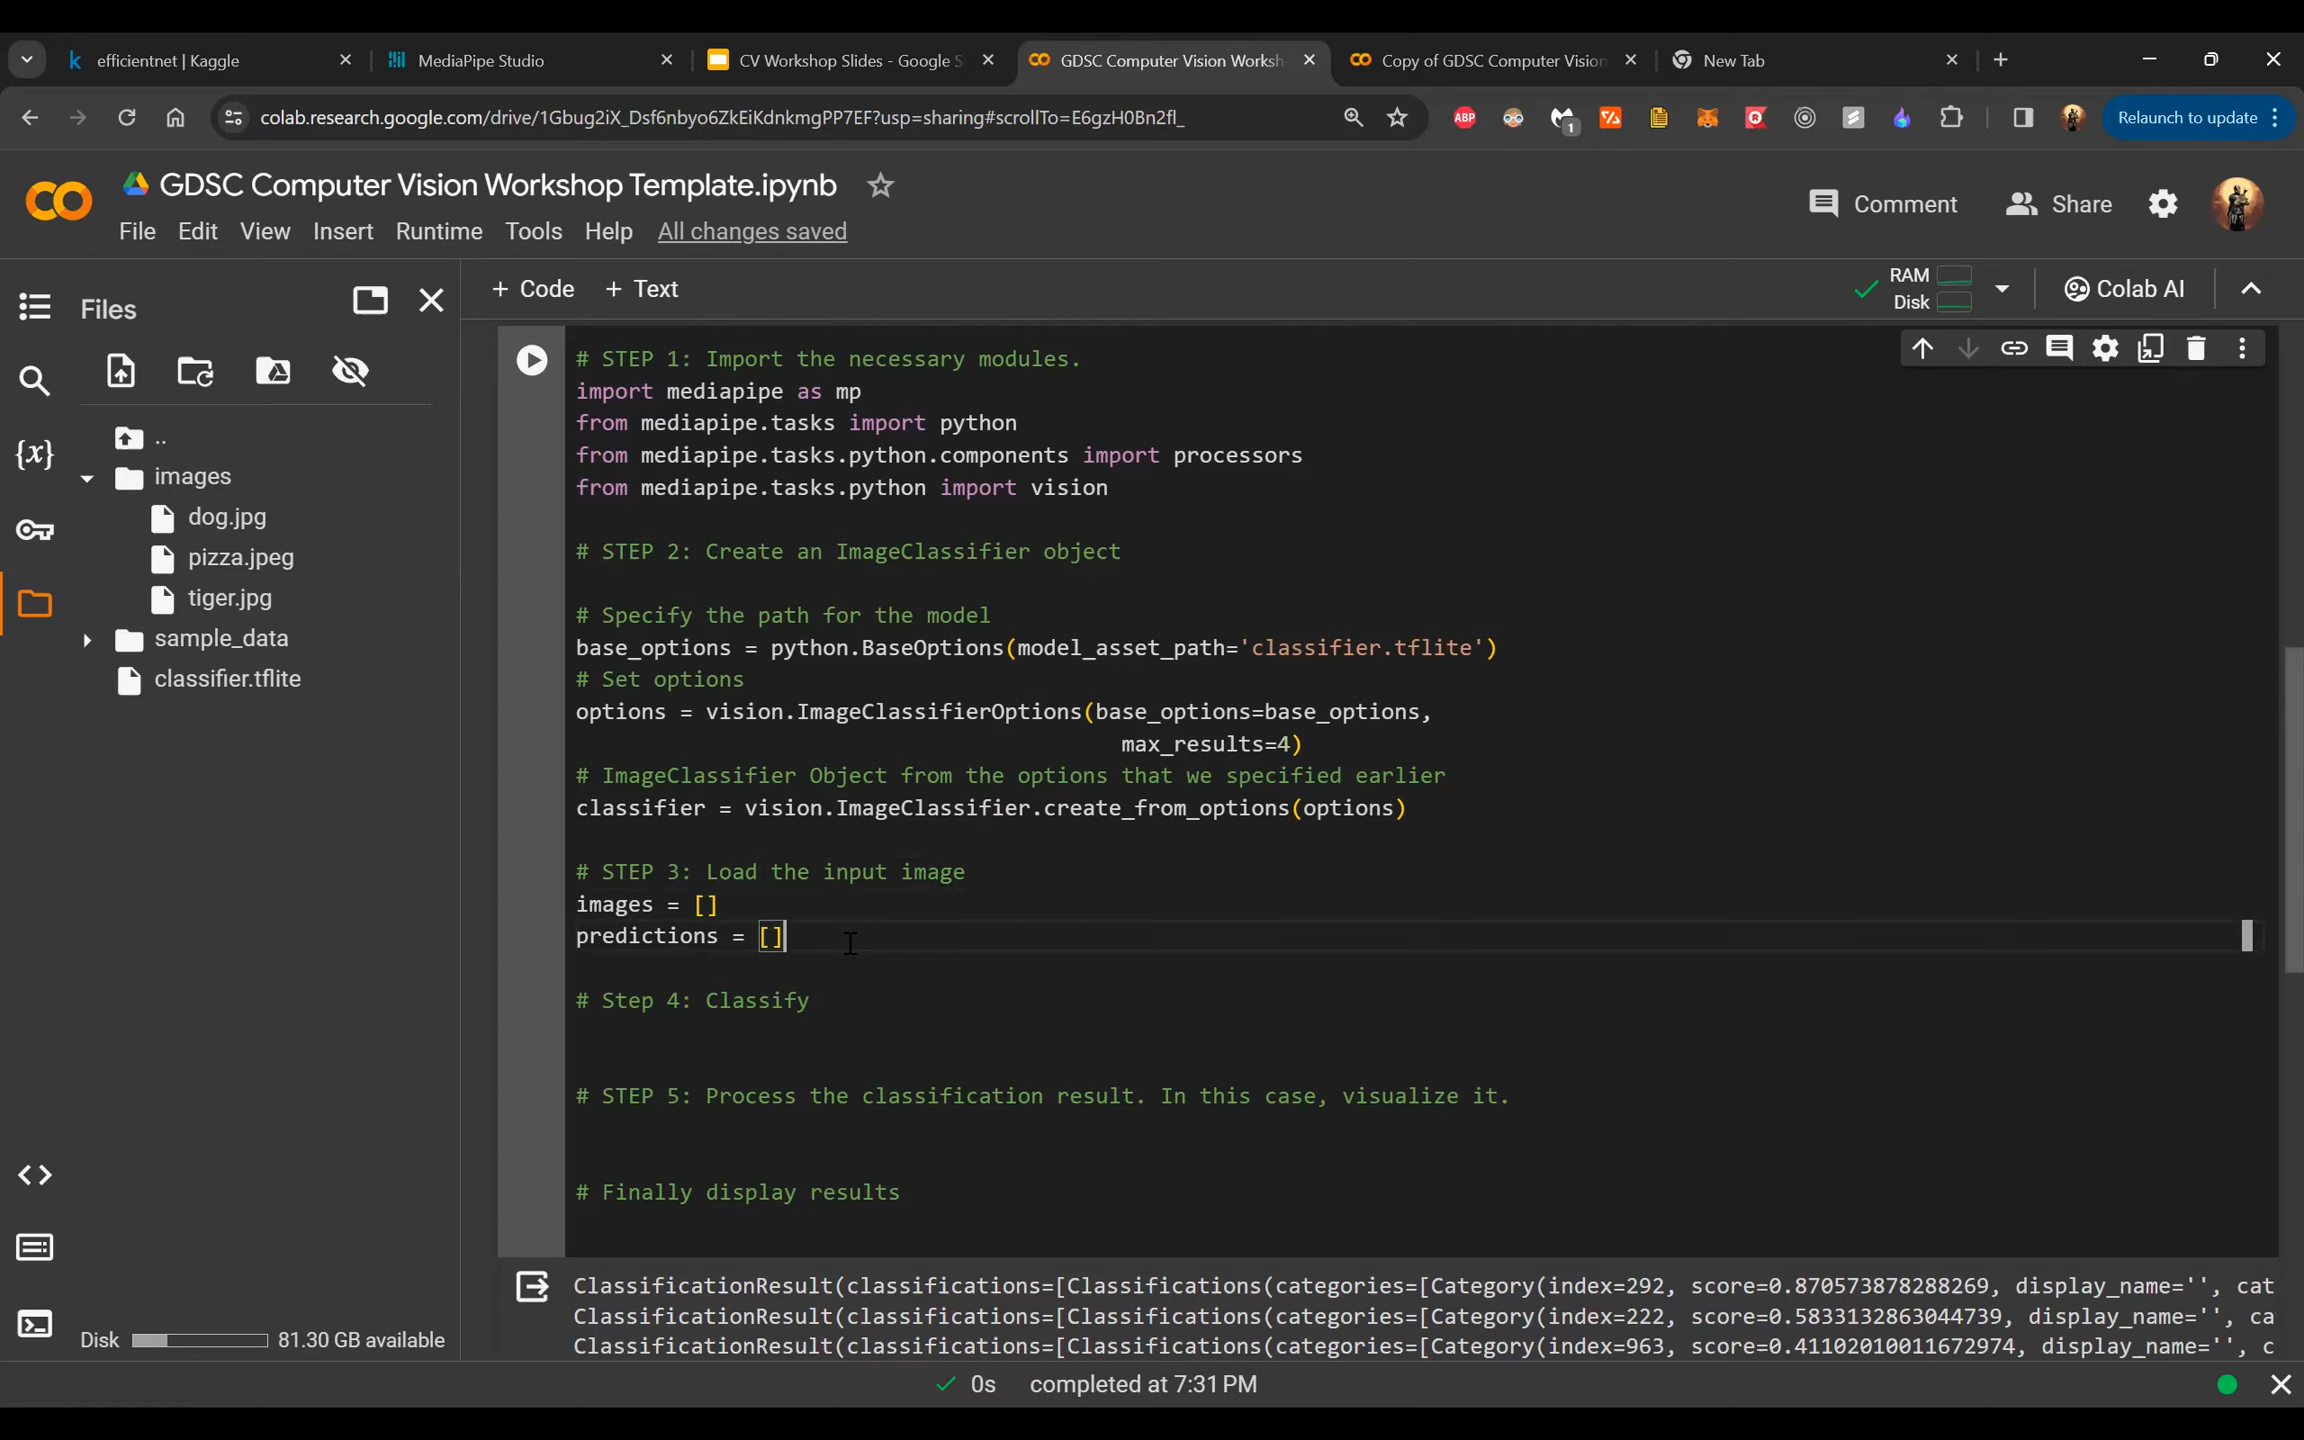 efficientnet | Kaggle
MediaPipe Studio
CV Workshop Slides - Google S
GDSC Computer Vision Worksh
Copy of GDSC Computer Vision
New Tab
colab.research.google.com/drive/1Gbug2iX_Dsf6nbyo6ZkEiKdnkmgPP7EF?usp=sharing#scrollTo=E6gzH0Bn2fl_
ABP
1
Relaunch to update
GDSC Computer Vision Workshop Template.ipynb
Comment
Share
File Edit View Insert Runtime Tools Help All changes saved
Files
+ Code + Text
RAM
Disk
Colab AI
..
images
dog.jpg
pizza.jpeg
tiger.jpg
sample_data
classifier.tflite
{x}
# STEP 1: Import the necessary modules.
import mediapipe as mp
from mediapipe.tasks import python
from mediapipe.tasks.python.components import processors
from mediapipe.tasks.python import vision
# STEP 2: Create an ImageClassifier object
# Specify the path for the model
base_options = python.BaseOptions(model_asset_path='classifier.tflite')
# Set options
options = vision.ImageClassifierOptions(base_options=base_options,
max_results=4)
# ImageClassifier Object from the options that we specified earlier
classifier = vision.ImageClassifier.create_from_options(options)
# STEP 3: Load the input image
images = []
predictions = []
# Step 4: Classify
# STEP 5: Process the classification result. In this case, visualize it.
# Finally display results
ClassificationResult(classifications=[Classifications(categories=[Category(index=292, score=0.870573878288269, display_name='', cat
ClassificationResult(classifications=[Classifications(categories=[Category(index=222, score=0.5833132863044739, display_name='', ca
ClassificationResult(classifications=[Classifications(categories=[Category(index=963, score=0.41102010011672974, display_name='', c
Disk 81.30 GB available
0s completed at 7:31 PM